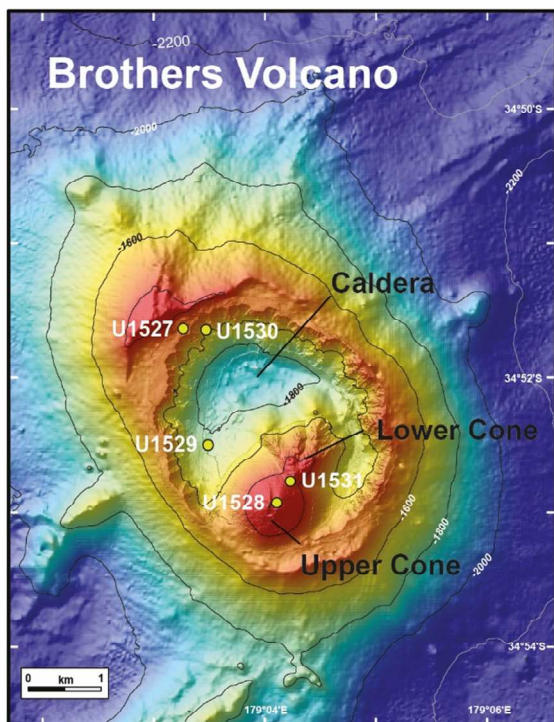 -2200
Brothers Volcano
34°50'S
-2000
-2200
-1600
Caldera
U1527
U1530
34°52'S
-1800
Lower Cone
U1529
U1531
U1528
-1600
-1800
Upper Cone
-2000
34°54'S
0 km 1
179°04'E
179°06'E